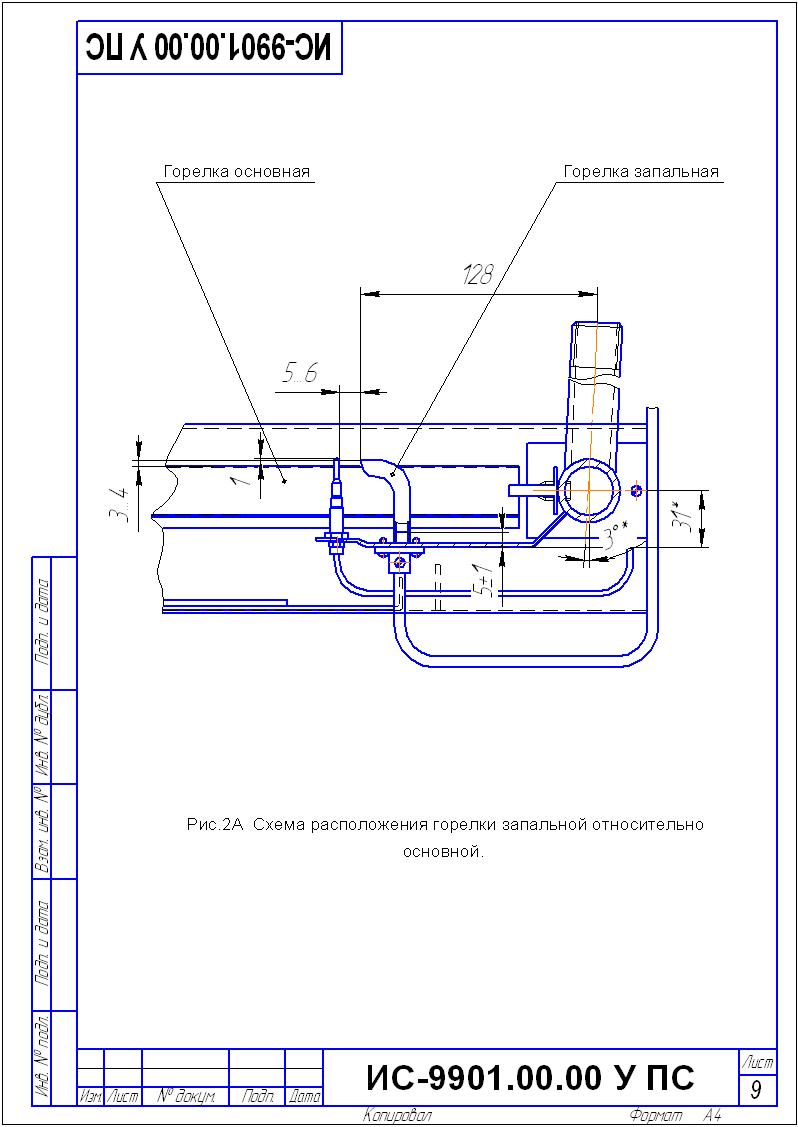 ИС-9901.00.00 У ПС
Горелка основная
Горелка запальная
128
5...6
3...4
1
5±1
3°*
31*
Рис.2А Схема расположения горелки запальной относительно
основной.
Подп. и дата
Инв. № дубл.
Взам. инв. №
Подп. и дата
Инв. № подл.
Изм. Лист № докум. Подп. Дата
ИС-9901.00.00 У ПС
Лист
9
Копировал
Формат А4